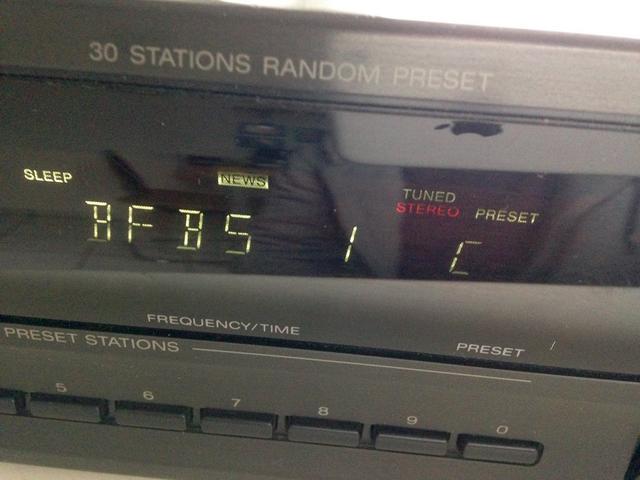 30 STATIONS RANDOM PRESET
SLEEP
NEWS
TUNED
STEREO
PRESET
BFBS 1 C
FREQUENCY/TIME
PRESET
PRESET STATIONS
5 6 7 8 9 0